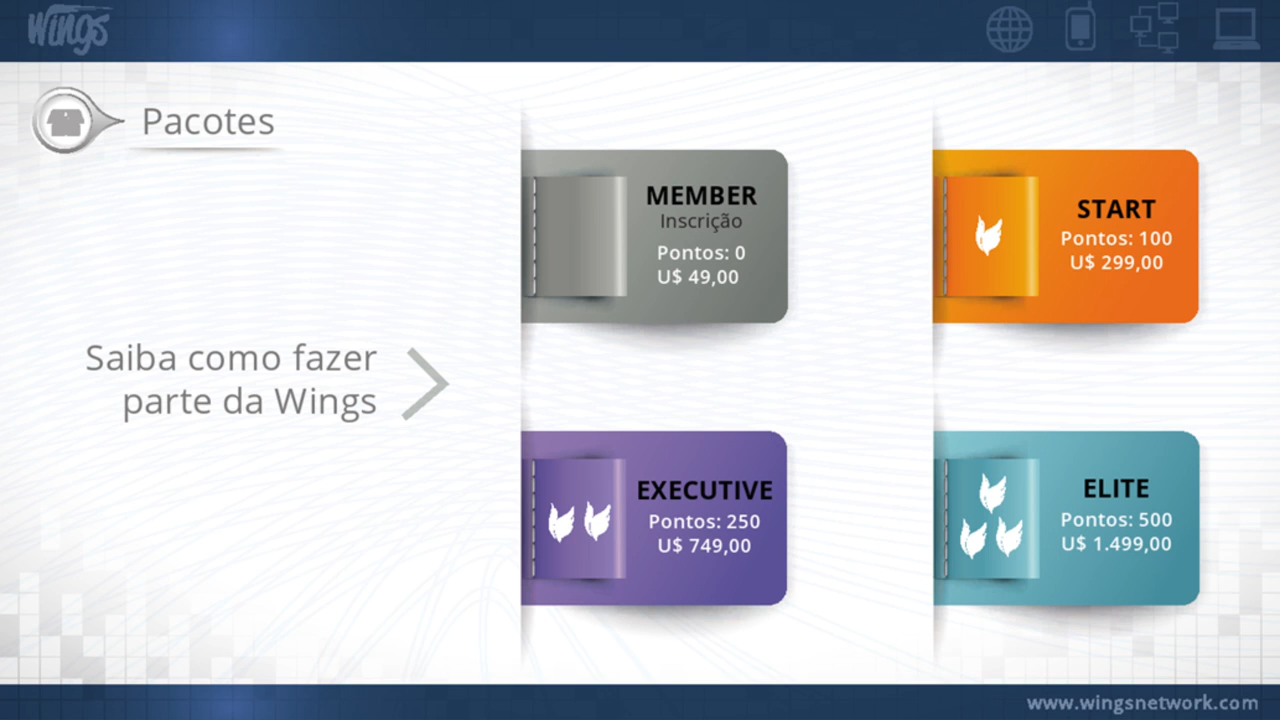 Wings
Pacotes
Saiba como fazer
parte da Wings
MEMBER
Inscrição
Pontos: 0
U$ 49,00
START
Pontos: 100
U$ 299,00
EXECUTIVE
Pontos: 250
U$ 749,00
ELITE
Pontos: 500
U$ 1.499,00
www.wingsnetwork.com